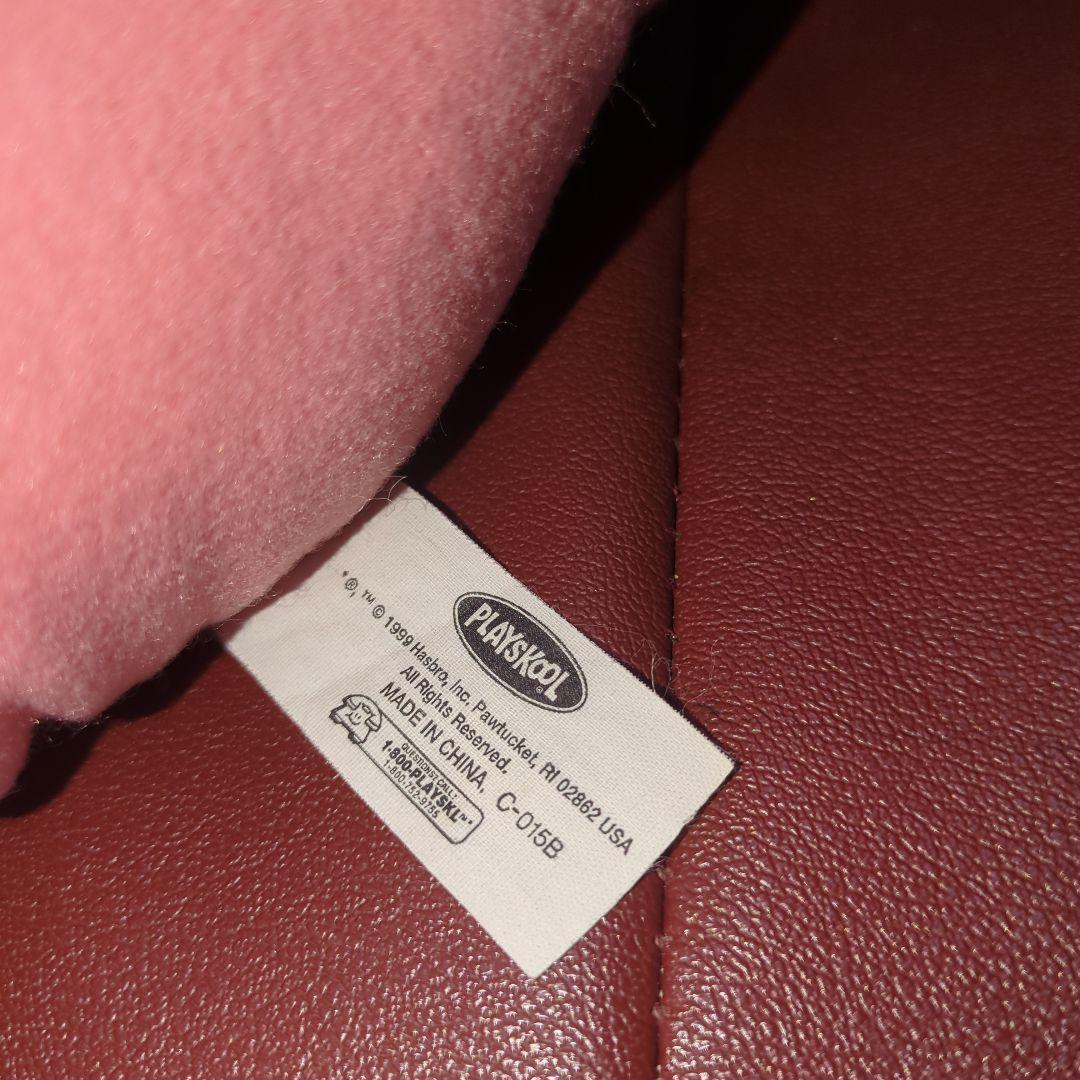 PLAYSKOOL®
*®, ™ © 1999 Hasbro, Inc. Pawtucket, RI 02862 USA
All Rights Reserved.
MADE IN CHINA, C-015B
QUESTIONS? CALL:
1-800-PLAYSKL™*
1-800-752-9755